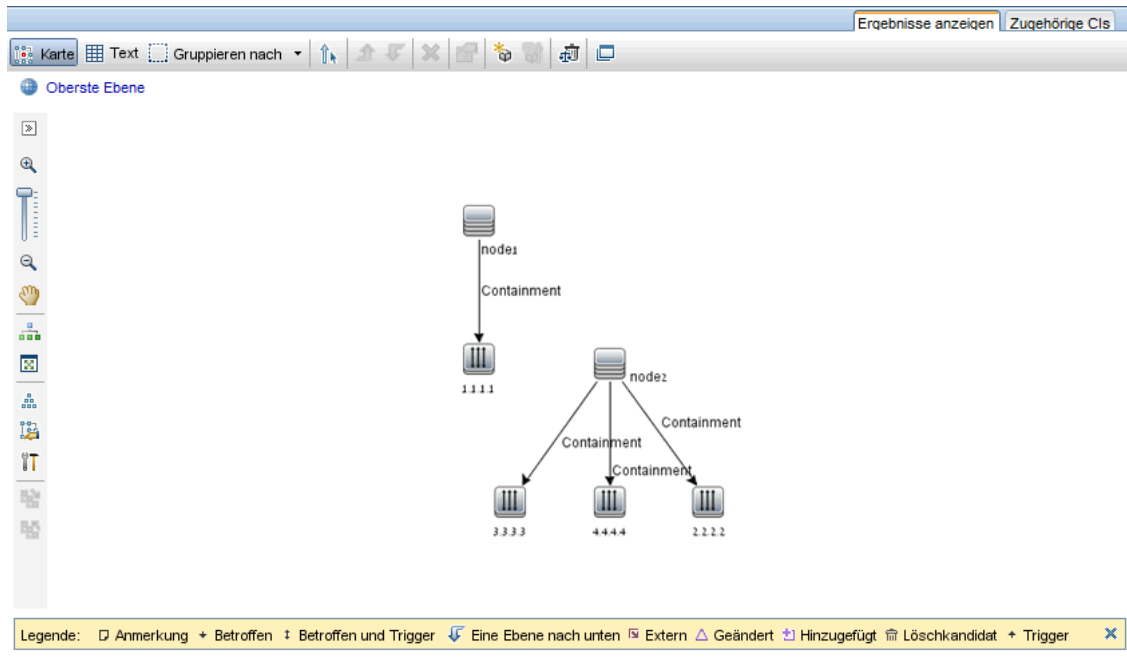 Ergebnisse anzeigen Zugehörige CIs
Karte Text Gruppieren nach
Oberste Ebene
node1
Containment
1.1.1.1
node2
Containment
Containment
Containment
3.3.3.3 4.4.4.4 2.2.2.2
Legende: Anmerkung Betroffen Betroffen und Trigger Eine Ebene nach unten Extern Geändert Hinzugefügt Löschkandidat Trigger